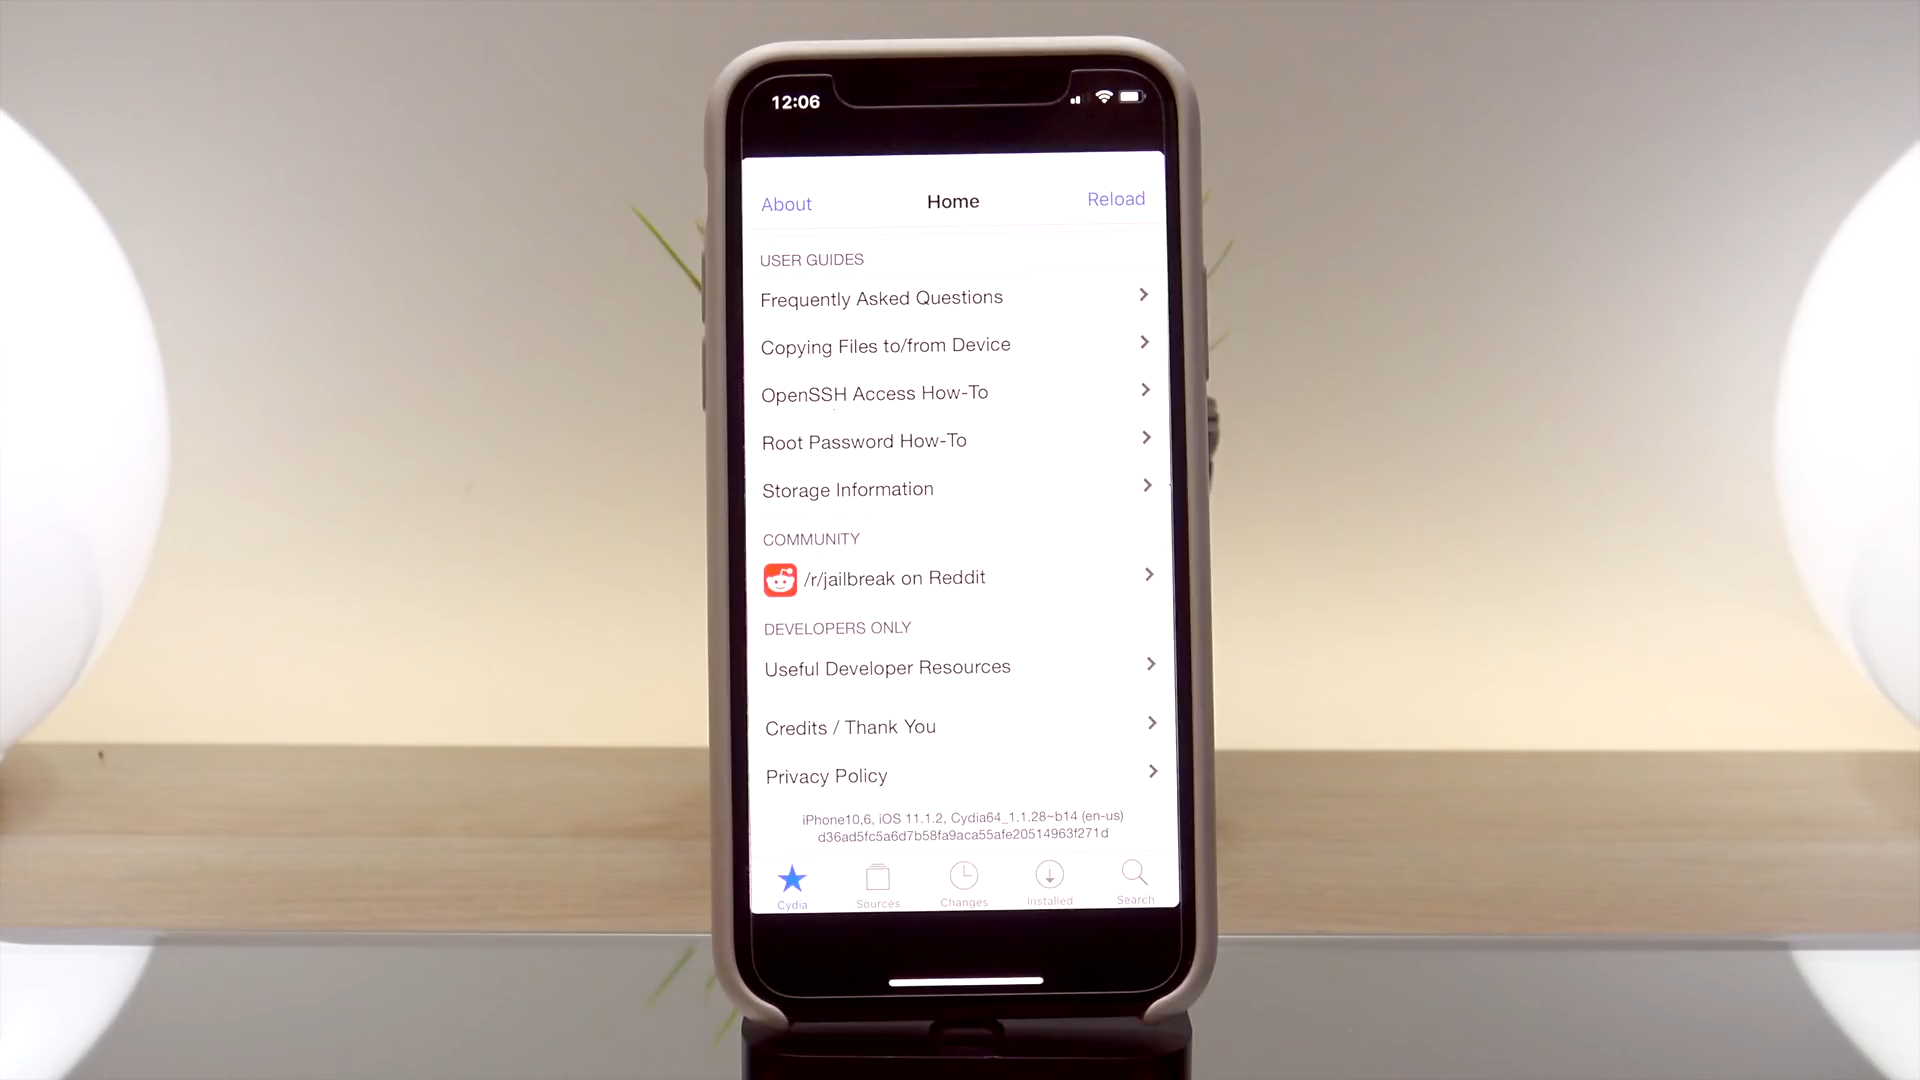 12:06
About Home Reload
USER GUIDES
Frequently Asked Questions
Copying Files to/from Device
OpenSSH Access How-To
Root Password How-To
Storage Information
COMMUNITY
/r/jailbreak on Reddit
DEVELOPERS ONLY
Useful Developer Resources
Credits / Thank You
Privacy Policy
iPhone10,6, iOS 11.1.2, Cydia64_1.1.28~b14 (en-us)
d36ad5fc5a6d7b58fa9aca55afe20514963f271d
Cydia Sources Changes Installed Search